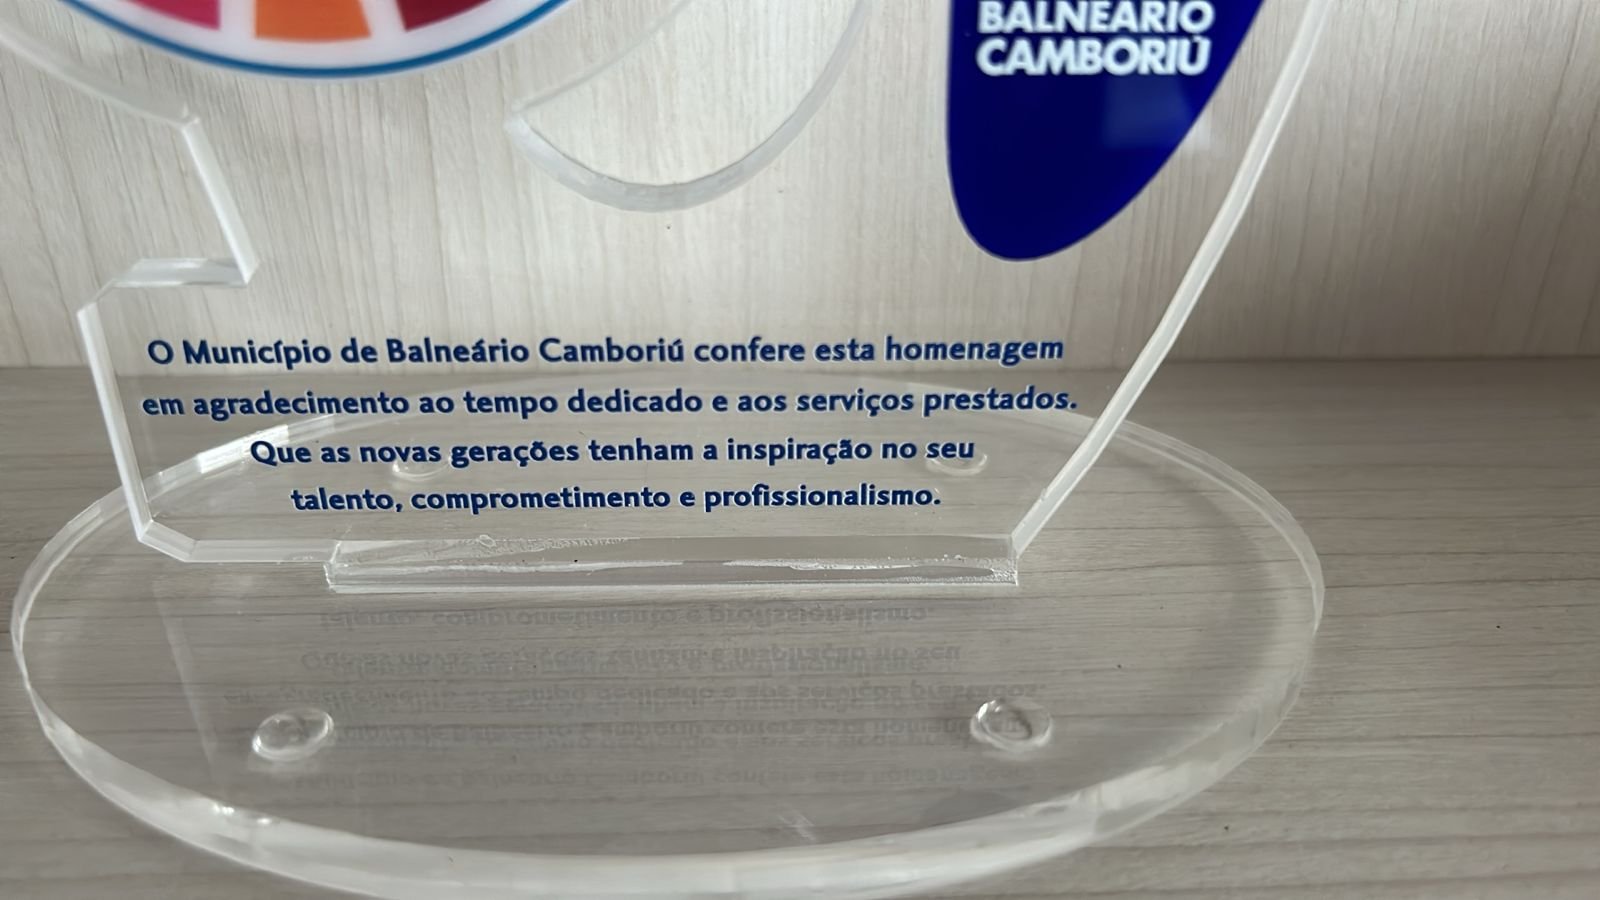 BALNEÁRIO
CAMBORIÚ
O Município de Balneário Camboriú confere esta homenagem
em agradecimento ao tempo dedicado e aos serviços prestados.
Que as novas gerações tenham a inspiração no seu
talento, comprometimento e profissionalismo.